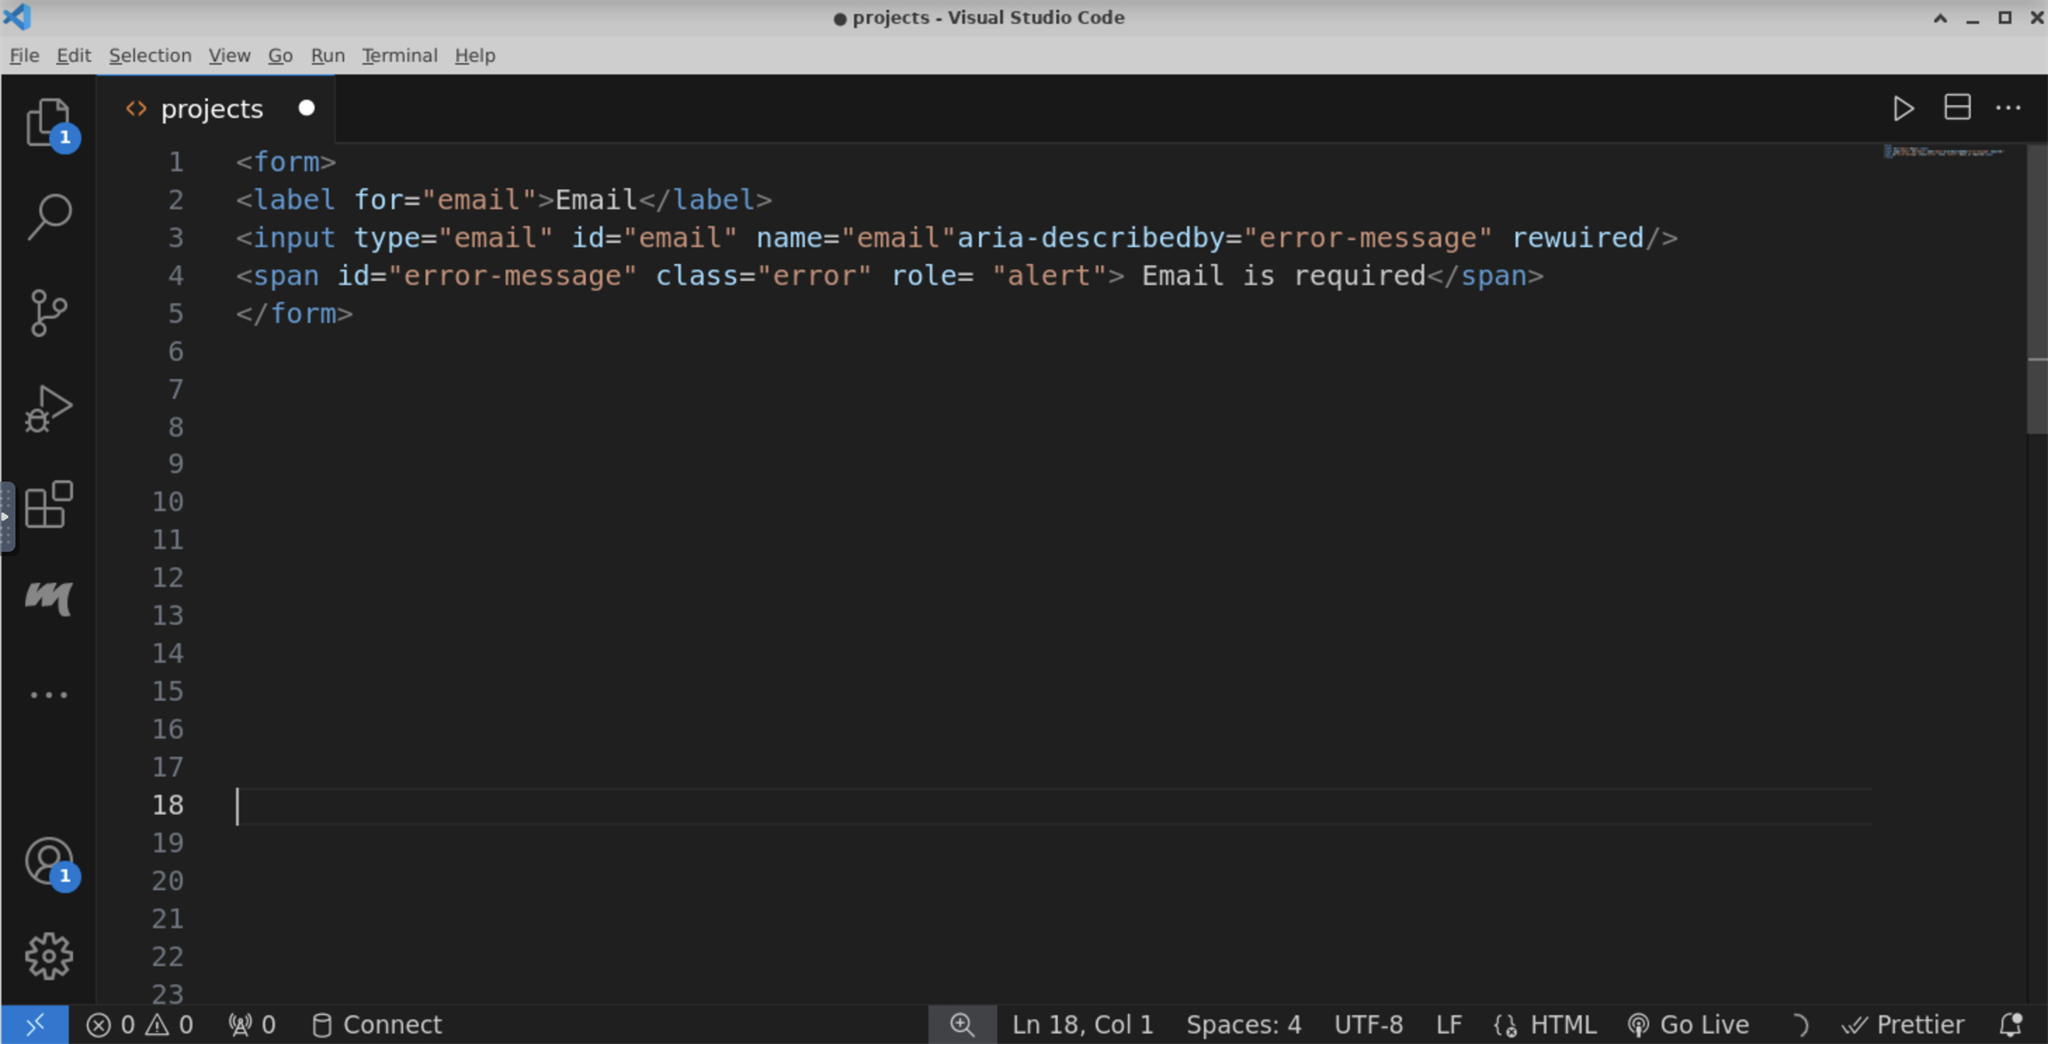 ● projects - Visual Studio Code
File Edit Selection View Go Run Terminal Help
<> projects ●
1 <form>
2 <label for="email">Email</label>
3 <input type="email" id="email" name="email"aria-describedby="error-message" rewuired/>
4 <span id="error-message" class="error" role= "alert"> Email is required</span>
5 </form>
6
7
8
9
10
11
12
13
14
15
16
17
18
19
20
21
22
23
1
1
0 0 0 Connect Ln 18, Col 1 Spaces: 4 UTF-8 LF HTML Go Live Prettier